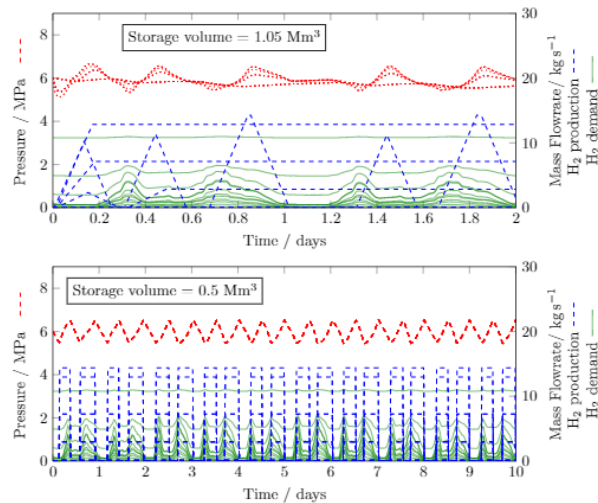 Storage volume = 1.05 Mm³
Pressure / MPa
0 2 4 6 8
0 10 20 30
Mass Flowrate/ kg s⁻¹
H₂ production
H₂ demand
0 0.2 0.4 0.6 0.8 1 1.2 1.4 1.6 1.8 2
Time / days
Storage volume = 0.5 Mm³
Pressure / MPa
0 2 4 6 8
0 10 20 30
Mass Flowrate/ kg s⁻¹
H₂ production
H₂ demand
0 1 2 3 4 5 6 7 8 9 10
Time / days